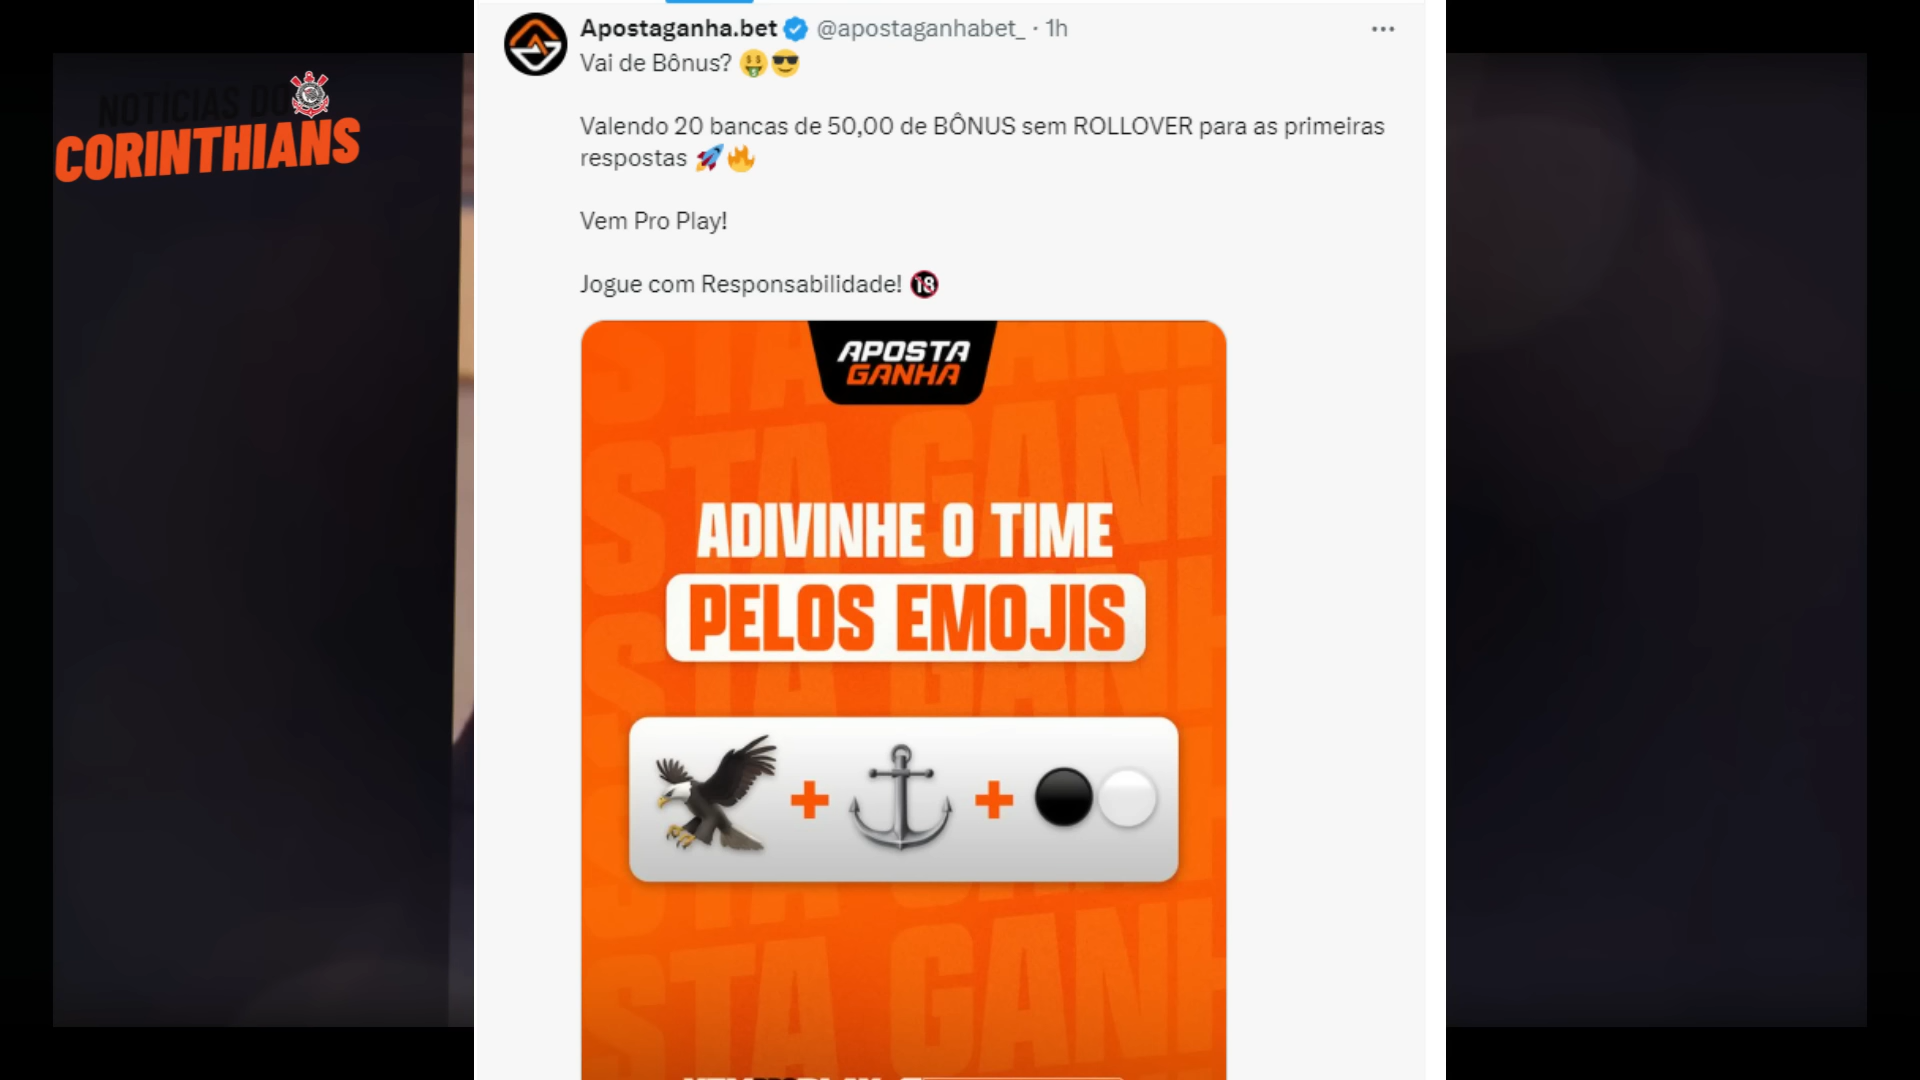 NOTÍCIAS DO
CORINTHIANS
Apostaganha.bet @apostaganhabet_ · 1h
Vai de Bônus? 🤑😎
Valendo 20 bancas de 50,00 de BÔNUS sem ROLLOVER para as primeiras
respostas 🚀🔥
Vem Pro Play!
Jogue com Responsabilidade! 🔞
APOSTA
GANHA
ADIVINHE O TIME
PELOS EMOJIS